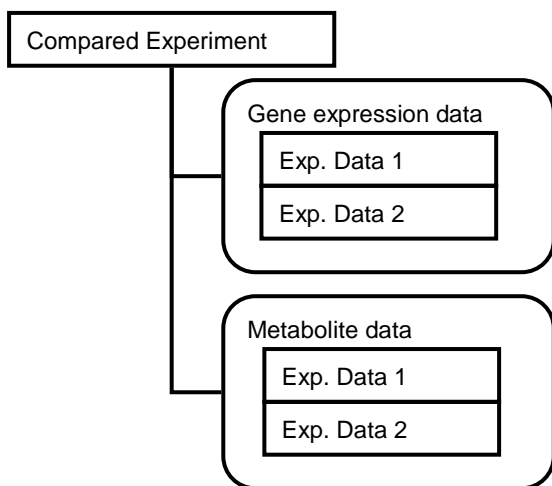 Compared Experiment
Gene expression data
Exp. Data 1
Exp. Data 2
Metabolite data
Exp. Data 1
Exp. Data 2